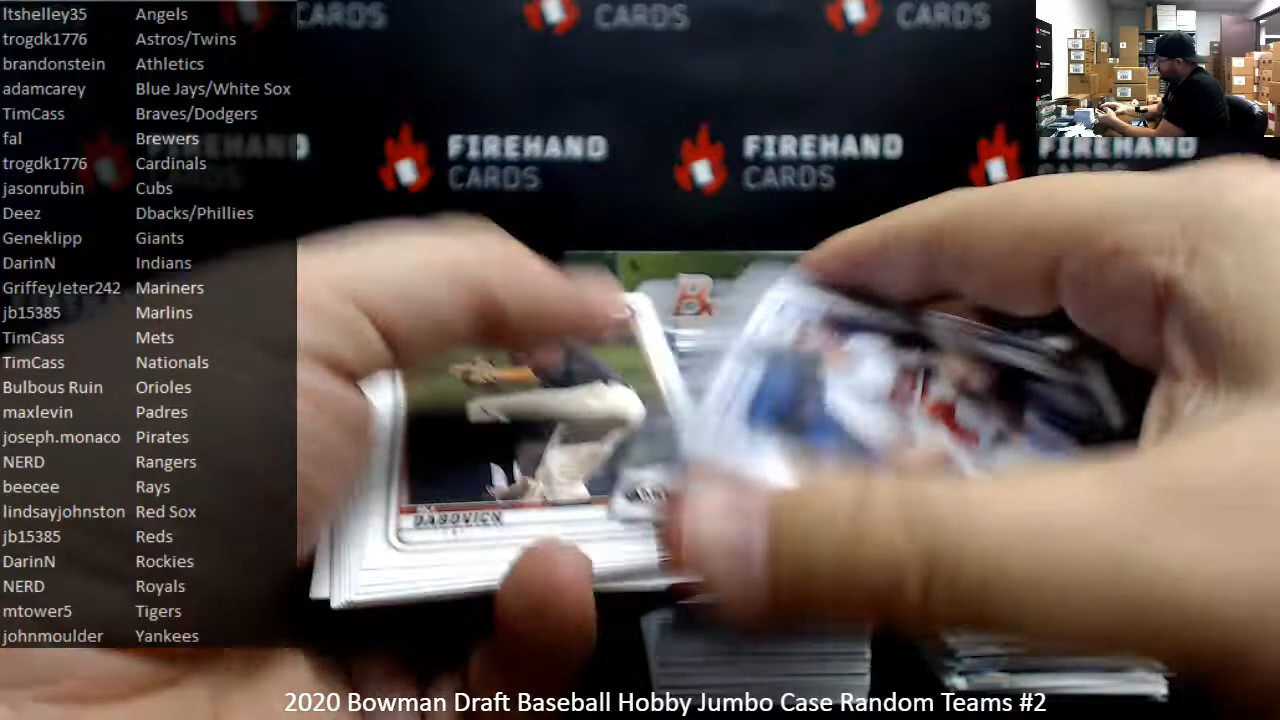 ltshelley35 Angels
trogdk1776 Astros/Twins
brandonstein Athletics
adamcarey Blue Jays/White Sox
TimCass Braves/Dodgers
fal Brewers
trogdk1776 Cardinals
jasonrubin Cubs
Deez Dbacks/Phillies
Geneklipp Giants
DarinN Indians
GriffeyJeter242 Mariners
jb15385 Marlins
TimCass Mets
TimCass Nationals
Bulbous Ruin Orioles
maxlevin Padres
joseph.monaco Pirates
NERD Rangers
beecee Rays
lindsayjohnston Red Sox
jb15385 Reds
DarinN Rockies
NERD Royals
mtower5 Tigers
johnmoulder Yankees
CARDS
CARDS
CARDS
FIREHAND
CARDS
FIREHAND
CARDS
FIREHAND
CARDS
DABOVICH
2020 Bowman Draft Baseball Hobby Jumbo Case Random Teams #2